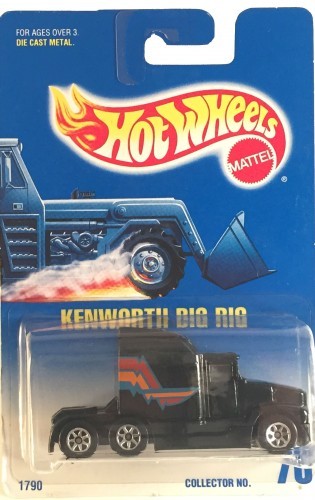 FOR AGES OVER 3.
DIE CAST METAL.
HOT WHEELS
MATTEL
®
KENWORTH BIG RIG
1790
COLLECTOR NO.